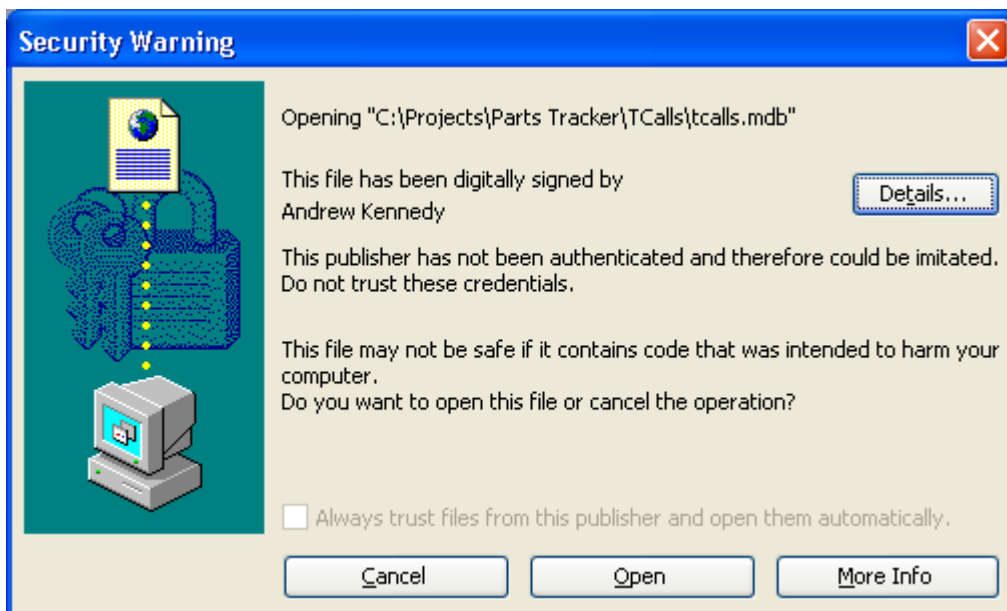 Security Warning
Opening "C:\Projects\Parts Tracker\TCalls\tcalls.mdb"
This file has been digitally signed by
Andrew Kennedy
Details...
This publisher has not been authenticated and therefore could be imitated.
Do not trust these credentials.
This file may not be safe if it contains code that was intended to harm your
computer.
Do you want to open this file or cancel the operation?
Always trust files from this publisher and open them automatically.
Cancel
Open
More Info